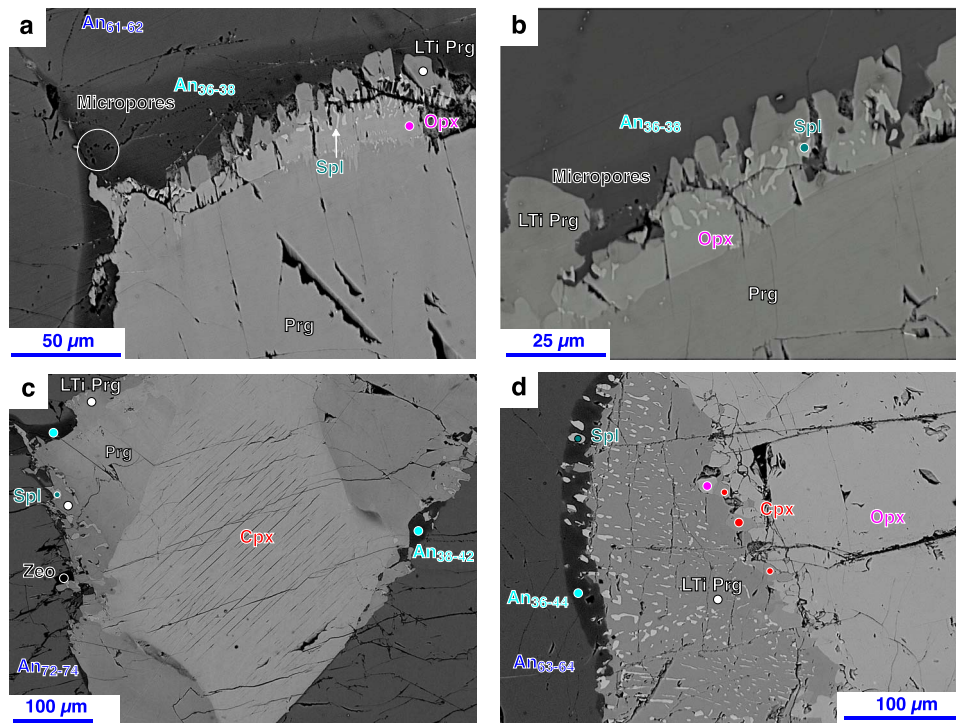 a
An61-62
LTi Prg
An36-38
Micropores
Opx
Spl
Prg
50 µm
b
An36-38
Spl
Micropores
LTi Prg
Opx
Prg
25 µm
c
LTi Prg
Prg
Spl
Cpx
An38-42
Zeo
An72-74
100 µm
d
Spl
Cpx
Opx
LTi Prg
An36-44
An63-64
100 µm